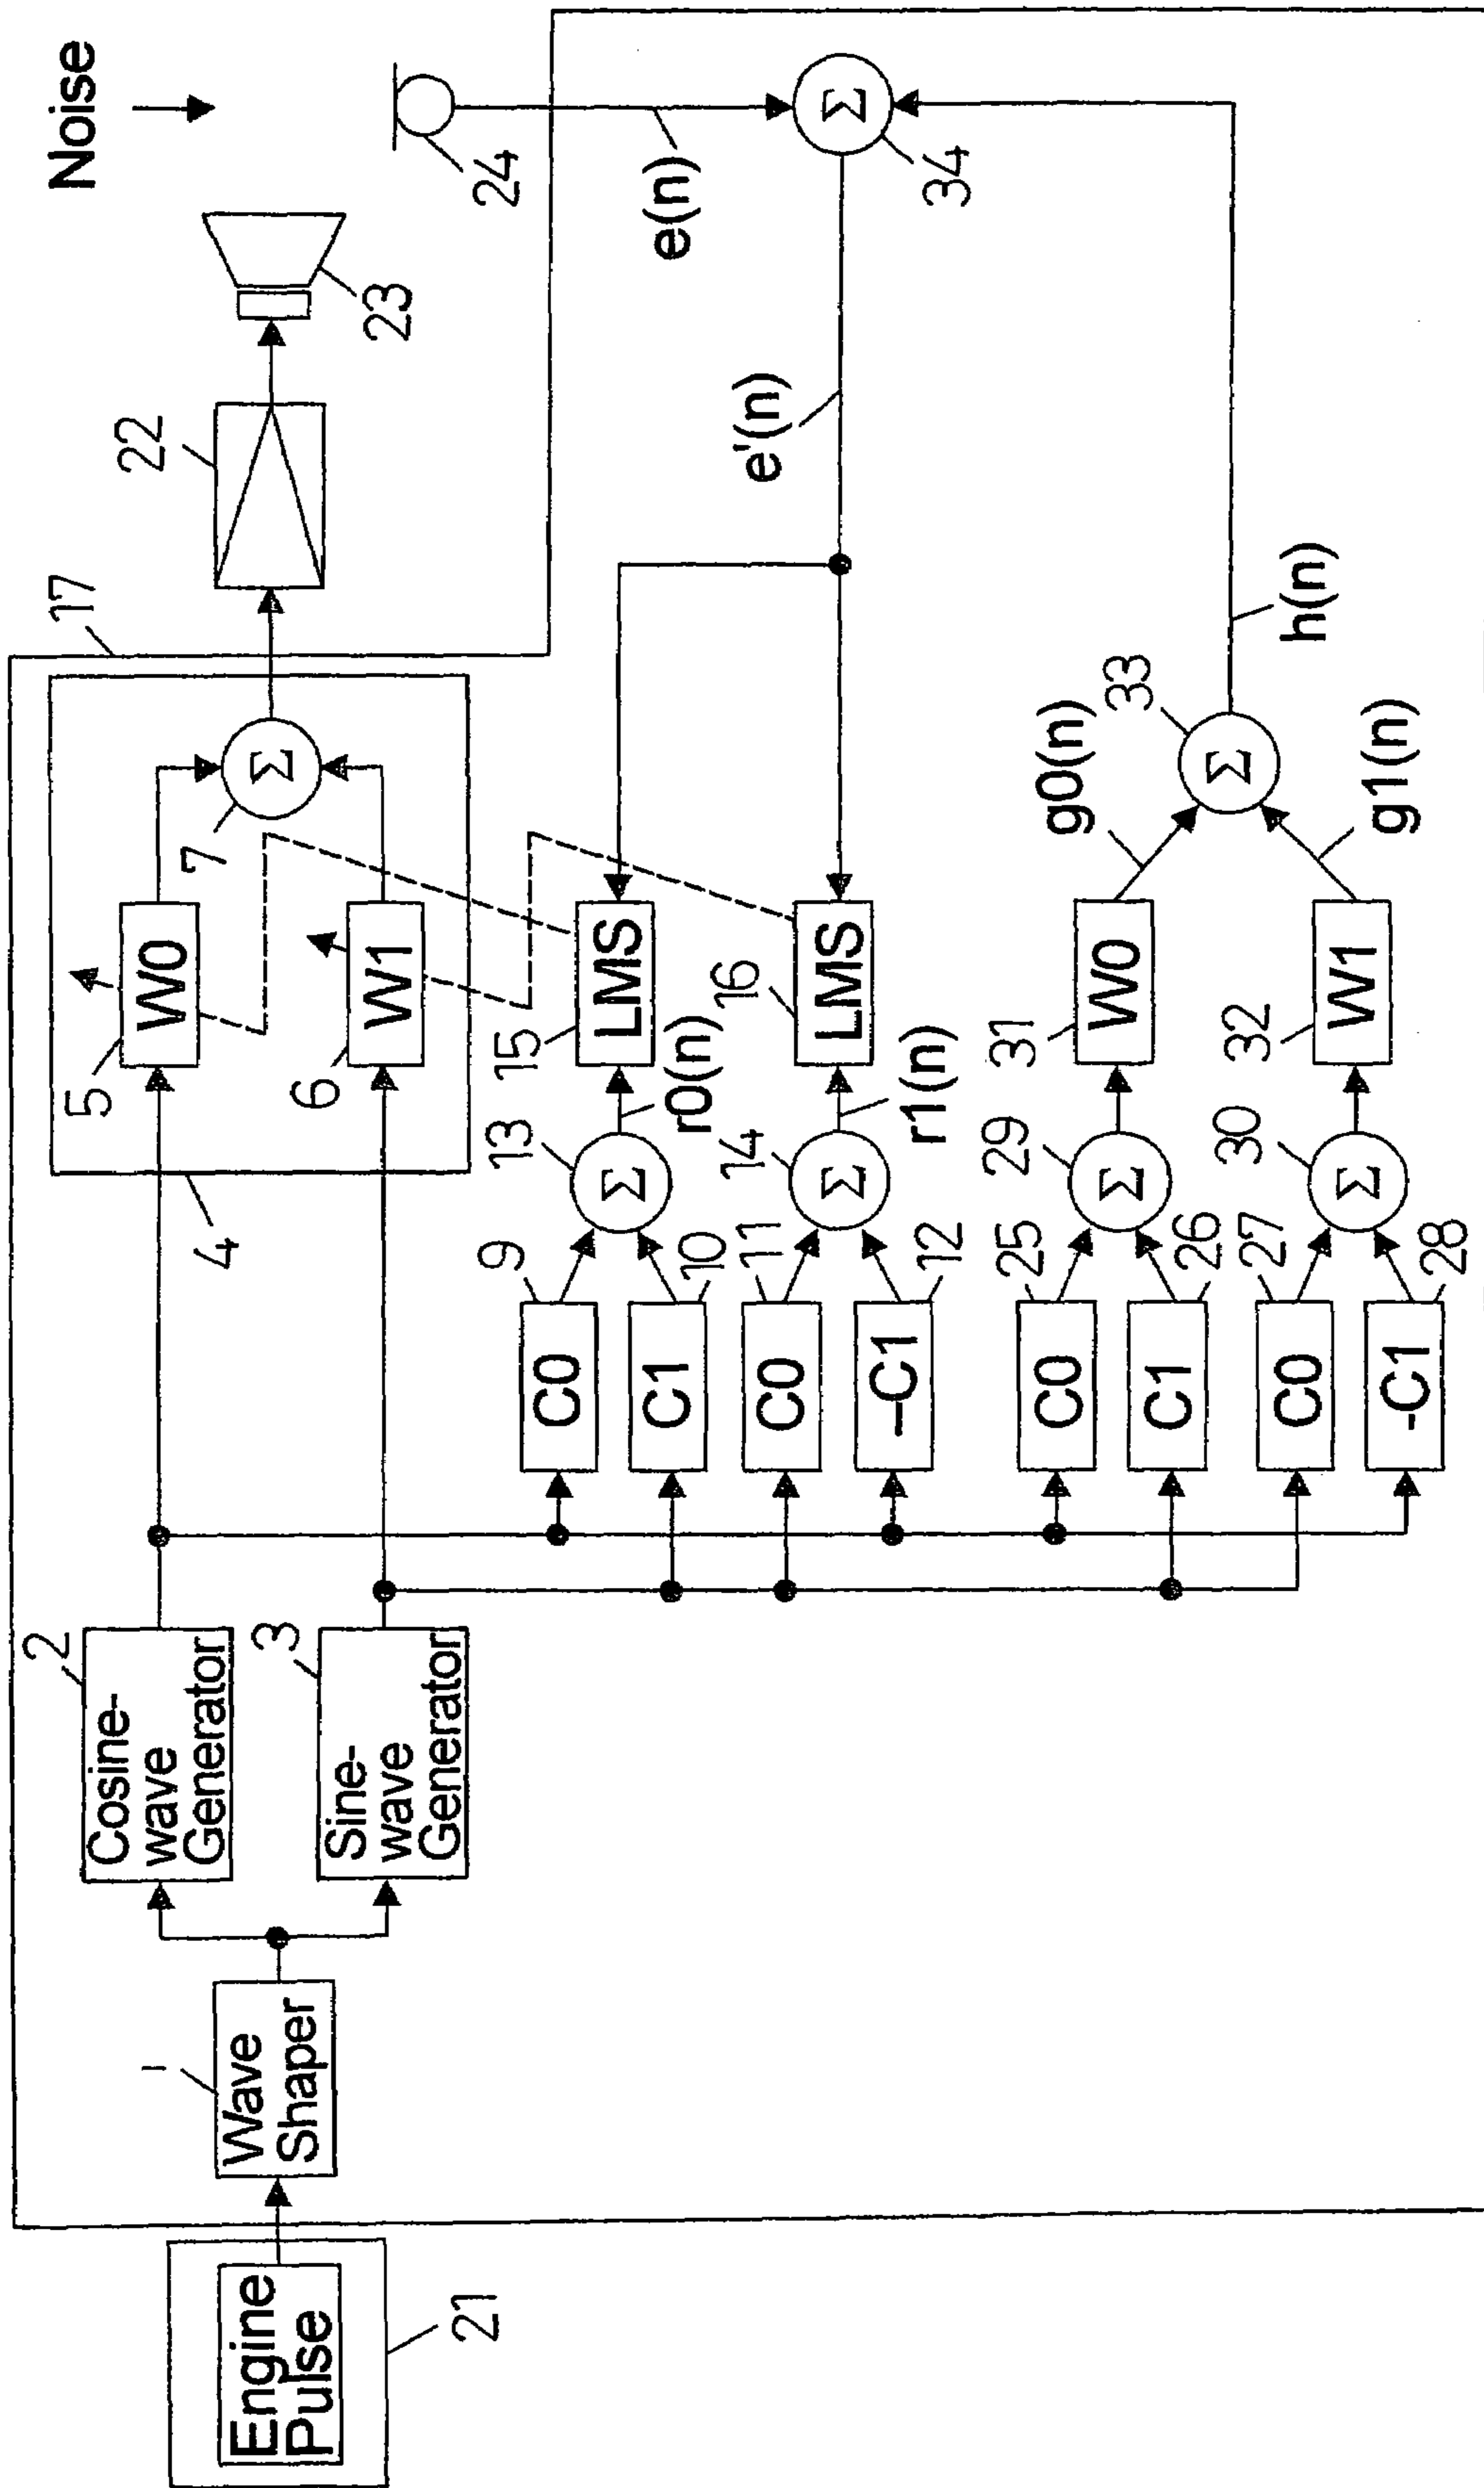 Engine
Pulse
21
1
Wave
Shaper
2
Cosine-
wave
Generator
3
Sine-
wave
Generator
4
5
W0
6
W1
7
Σ
17
22
23
Noise
24
e(n)
Σ
34
e'(n)
9
C0
10
C1
11
C0
12
–C1
13
Σ
14
Σ
r0(n)
r1(n)
15
LMS
16
LMS
25
C0
26
C1
27
C0
28
-C1
29
Σ
30
Σ
31
W0
32
W1
g0(n)
g1(n)
33
Σ
h(n)